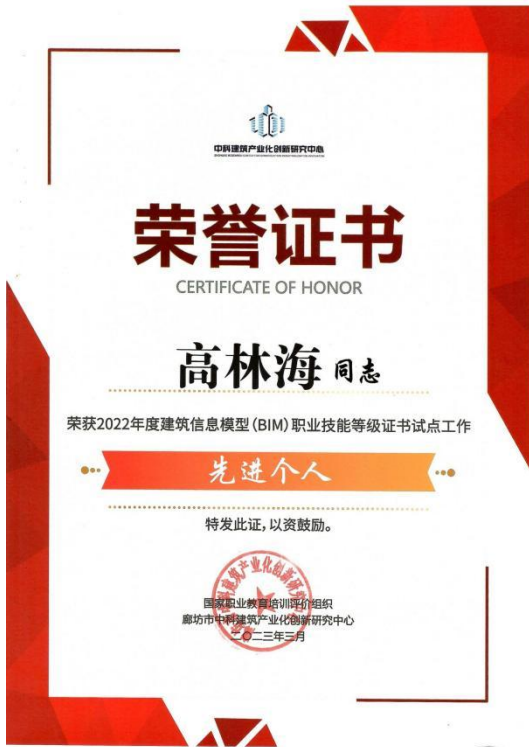 中科建筑产业化创新研究中心
荣誉证书
CERTIFICATE OF HONOR
高林海 同志
荣获2022年度建筑信息模型(BIM)职业技能等级证书试点工作
先进个人
特发此证,以资鼓励。
国家职业教育培训评价组织
廊坊市中科建筑产业化创新研究中心
二〇二三年三月